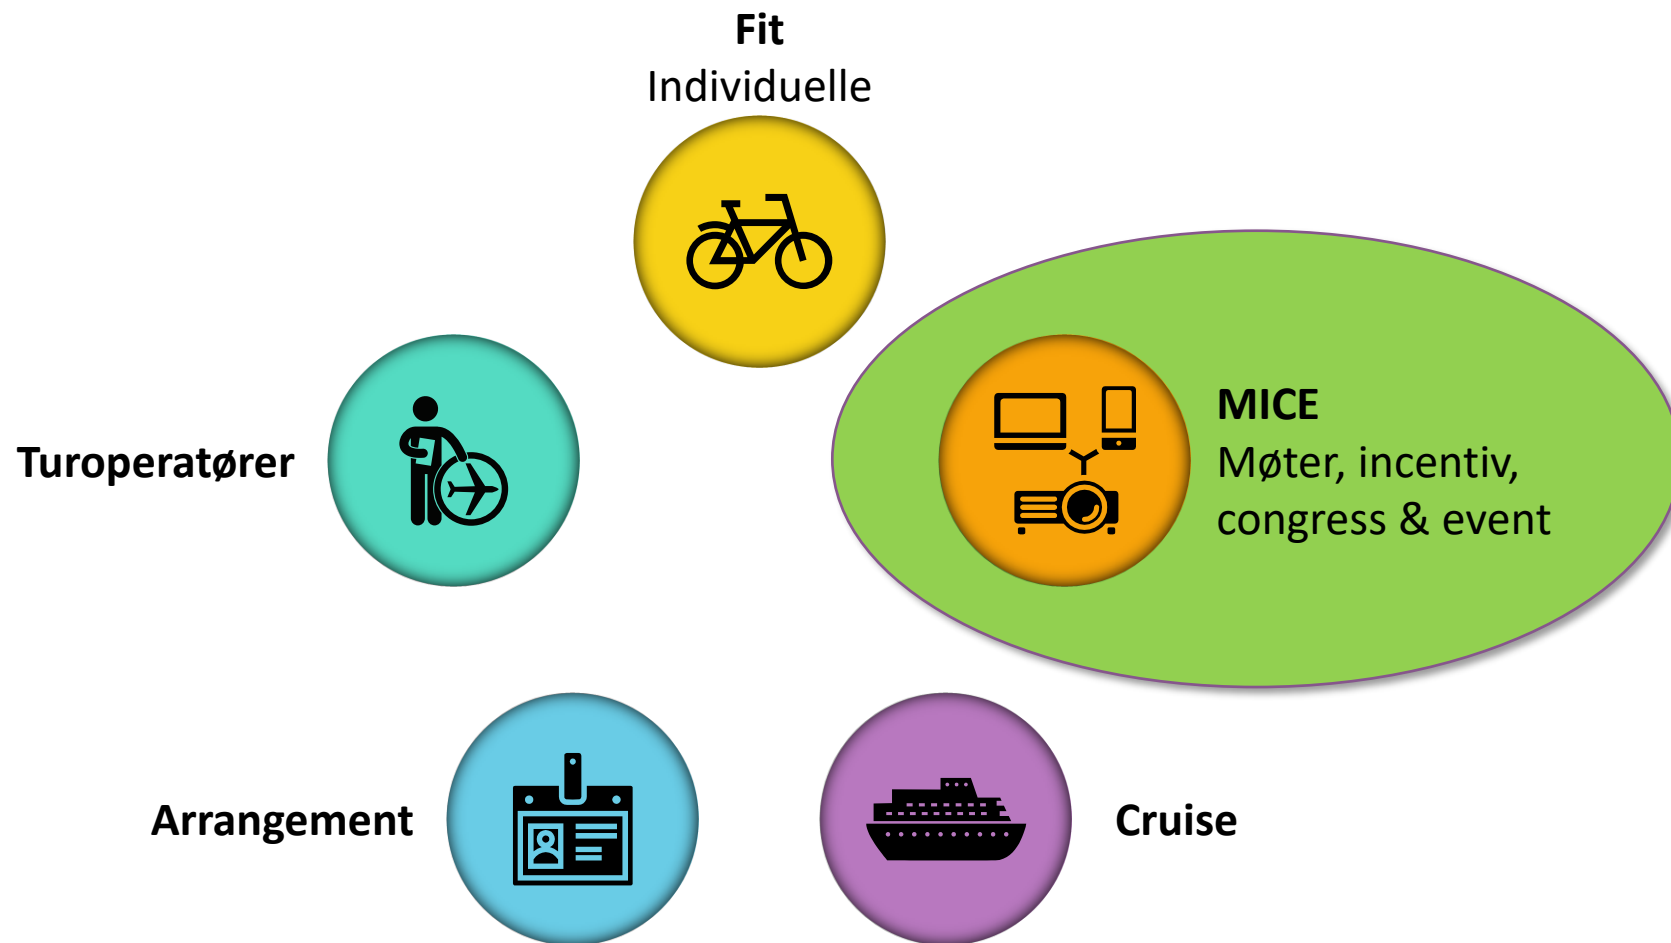 Fit
Individuelle
MICE
Møter, incentiv,
congress & event
Turoperatører
Arrangement
Cruise